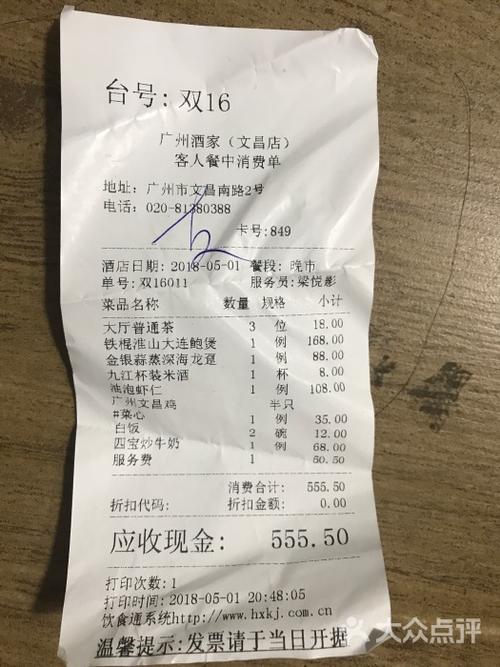 台号: 双16
广州酒家（文昌店）
客人餐中消费单
地址: 广州市文昌南路2号
电话: 020-81380388
卡号:849
酒店日期: 2018-05-01 餐段: 晚市
单号: 双16011 服务员:梁悦影
菜品名称 数量 规格 小计
大厅普通茶 3 位 18.00
铁棍淮山大连鲍煲 1 例 168.00
金银蒜蒸深海龙趸 1 例 88.00
九江杯装米酒 1 杯 8.00
油泡虾仁 1 例 108.00
广州文昌鸡 半只
#菜心 1 例 35.00
白饭 2 碗 12.00
四宝炒牛奶 1 例 68.00
服务费 1 50.50
消费合计: 555.50
折扣代码: 折扣金额: 0.00
应收现金: 555.50
打印次数:1
打印时间:2018-05-01 20:48:05
饮食通系统http://www.hxkj.com.cn
温馨提示:发票请于当日开据
大众点评